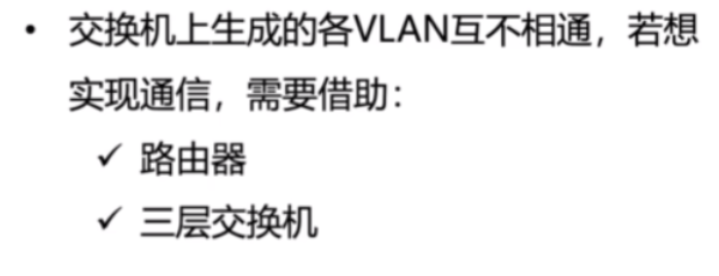 • 交换机上生成的各VLAN互不相通，若想
实现通信，需要借助：
✓ 路由器
✓ 三层交换机